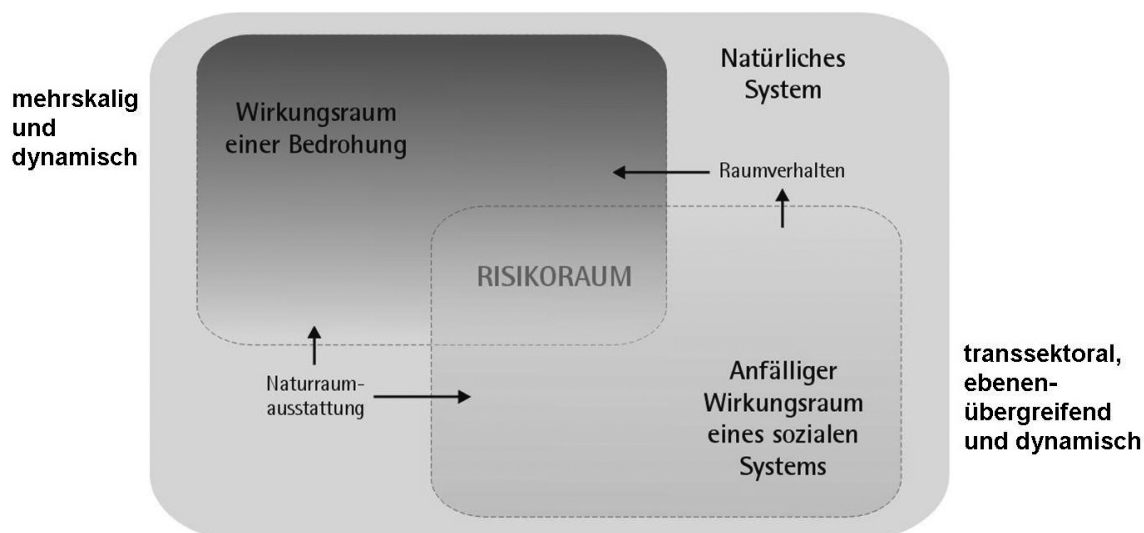 mehrskalig
und
dynamisch
Wirkungsraum
einer Bedrohung
Natürliches
System
Raumverhalten
RISIKORAUM
Naturraum-
ausstattung
Anfälliger
Wirkungsraum
eines sozialen
Systems
transsektoral,
ebenen-
übergreifend
und dynamisch